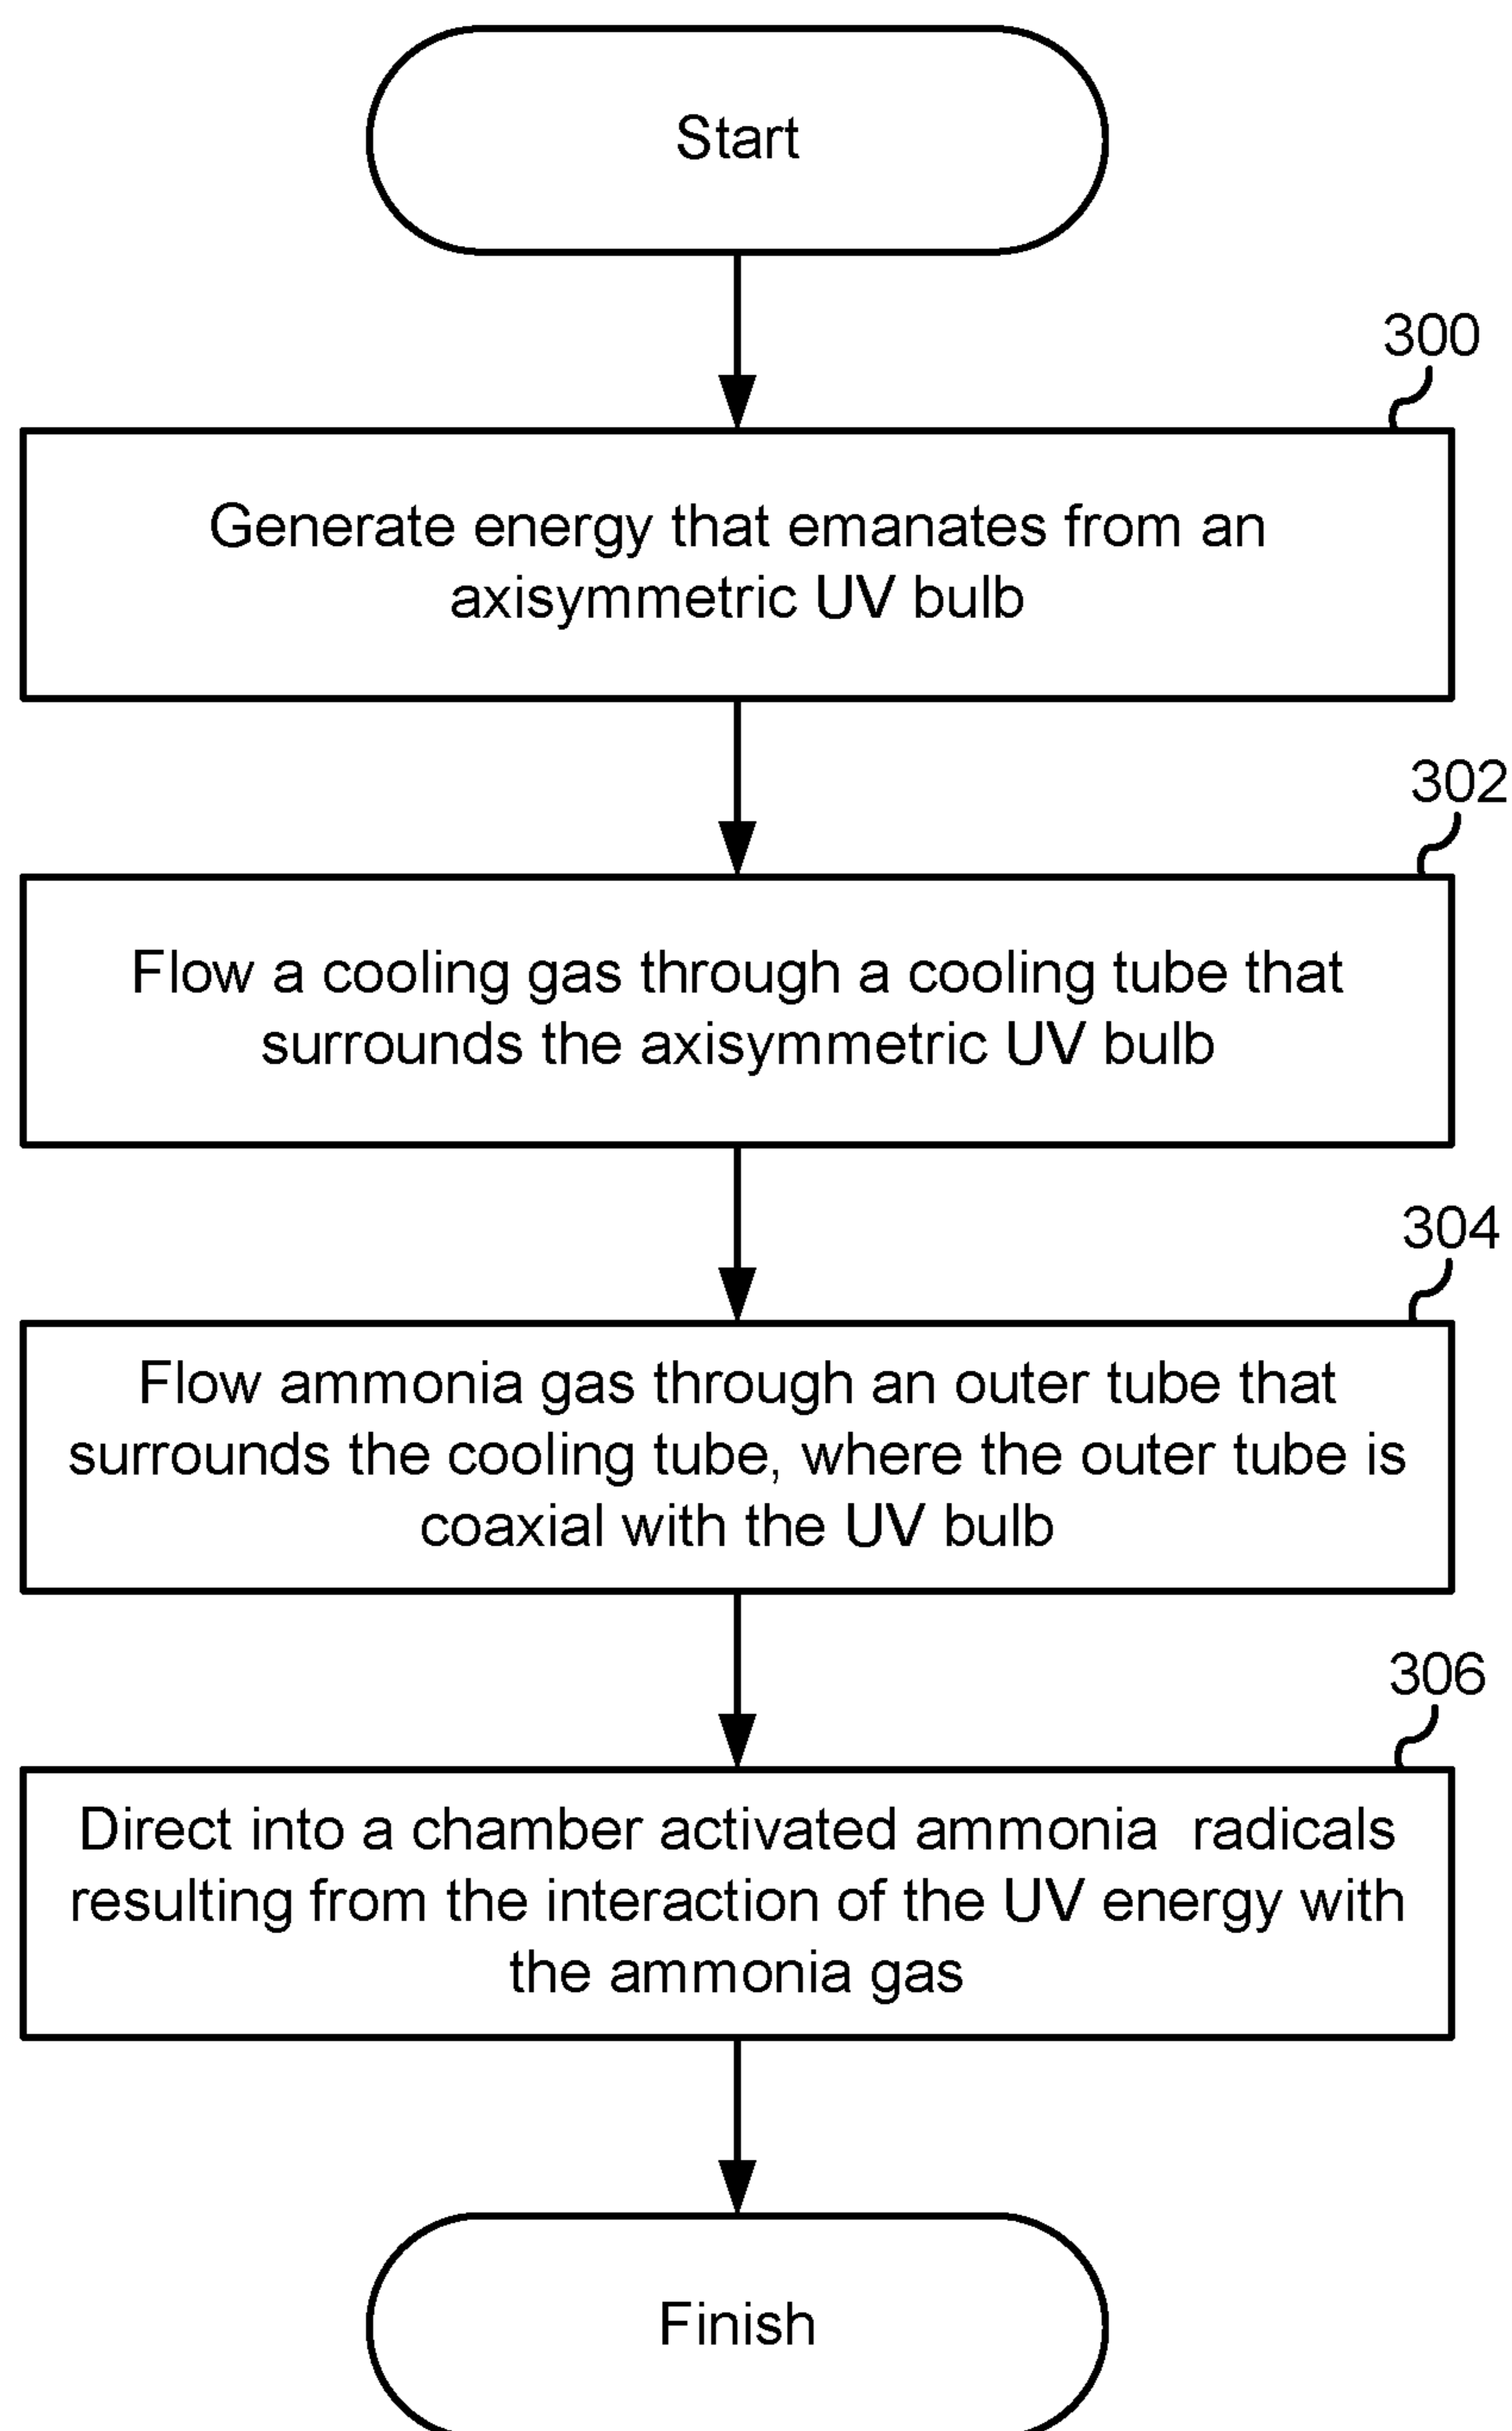 Start
300
Generate energy that emanates from an
axisymmetric UV bulb
302
Flow a cooling gas through a cooling tube that
surrounds the axisymmetric UV bulb
304
Flow ammonia gas through an outer tube that
surrounds the cooling tube, where the outer tube is
coaxial with the UV bulb
306
Direct into a chamber activated ammonia  radicals
resulting from the interaction of the UV energy with
the ammonia gas
Finish